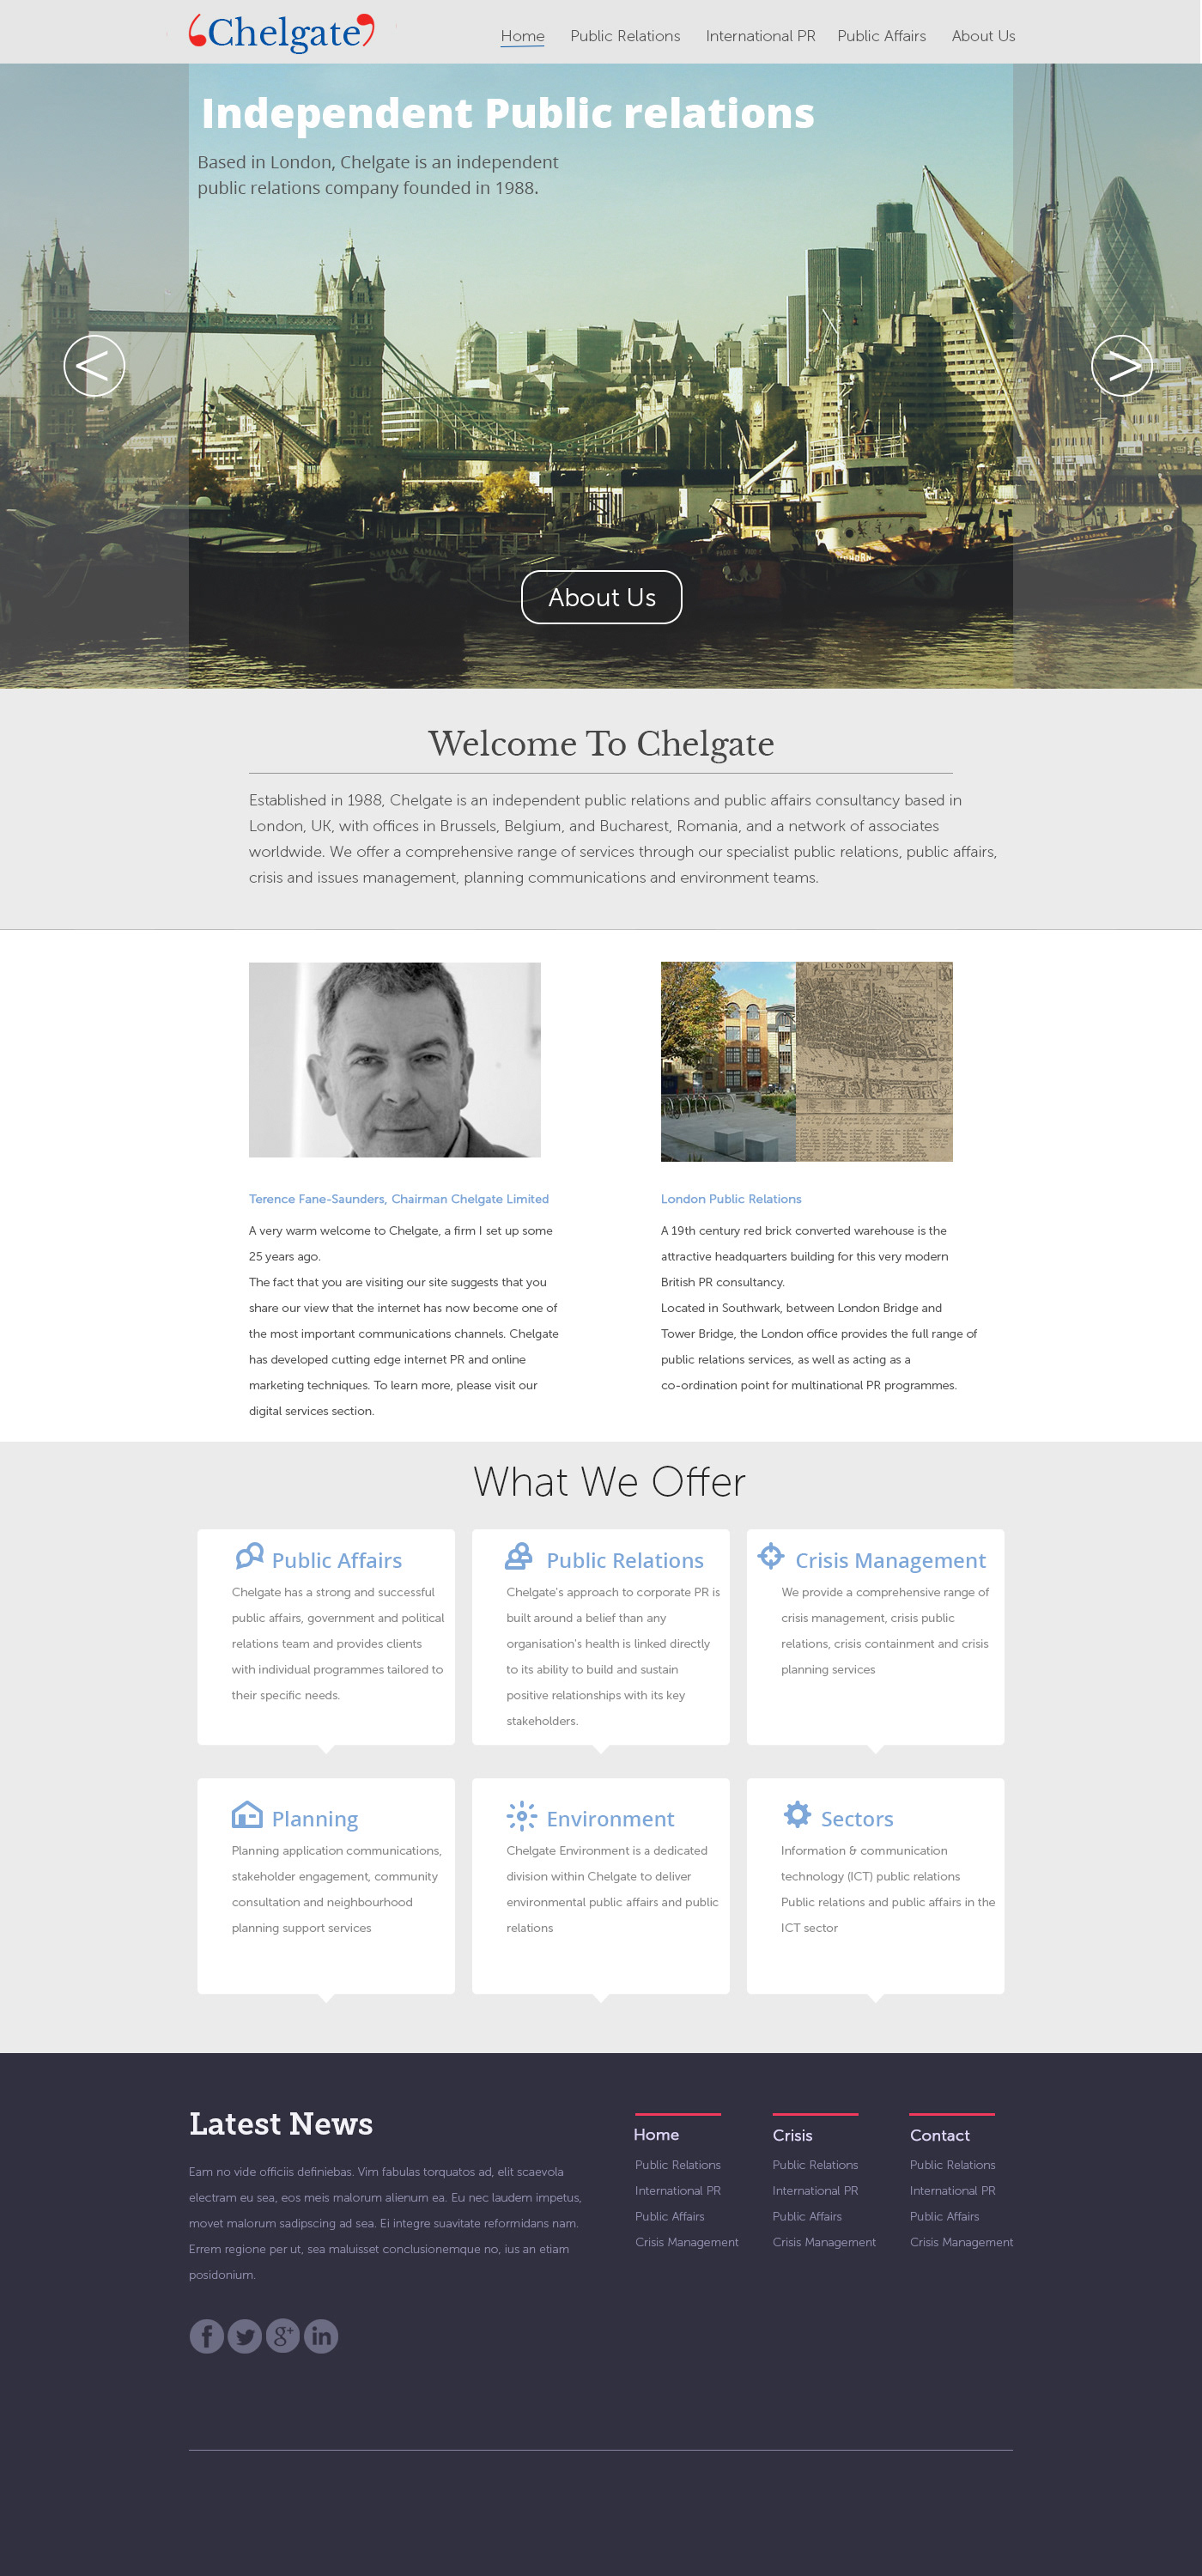 Chelgate
Home Public Relations International PR Public Affairs About Us
Independent Public relations
Based in London, Chelgate is an independent
public relations company founded in 1988.
<
>
About Us
Welcome To Chelgate
Established in 1988, Chelgate is an independent public relations and public affairs consultancy based in
London, UK, with offices in Brussels, Belgium, and Bucharest, Romania, and a network of associates
worldwide. We offer a comprehensive range of services through our specialist public relations, public affairs,
crisis and issues management, planning communications and environment teams.
LONDON
Terence Fane-Saunders, Chairman Chelgate Limited
A very warm welcome to Chelgate, a firm I set up some
25 years ago.
The fact that you are visiting our site suggests that you
share our view that the internet has now become one of
the most important communications channels. Chelgate
has developed cutting edge internet PR and online
marketing techniques. To learn more, please visit our
digital services section.
London Public Relations
A 19th century red brick converted warehouse is the
attractive headquarters building for this very modern
British PR consultancy.
Located in Southwark, between London Bridge and
Tower Bridge, the London office provides the full range of
public relations services, as well as acting as a
co-ordination point for multinational PR programmes.
What We Offer
Public Affairs
Chelgate has a strong and successful
public affairs, government and political
relations team and provides clients
with individual programmes tailored to
their specific needs.
Public Relations
Chelgate's approach to corporate PR is
built around a belief than any
organisation's health is linked directly
to its ability to build and sustain
positive relationships with its key
stakeholders.
Crisis Management
We provide a comprehensive range of
crisis management, crisis public
relations, crisis containment and crisis
planning services
Planning
Planning application communications,
stakeholder engagement, community
consultation and neighbourhood
planning support services
Environment
Chelgate Environment is a dedicated
division within Chelgate to deliver
environmental public affairs and public
relations
Sectors
Information & communication
technology (ICT) public relations
Public relations and public affairs in the
ICT sector
Latest News
Eam no vide officiis definiebas. Vim fabulas torquatos ad, elit scaevola
electram eu sea, eos meis malorum alienum ea. Eu nec laudem impetus,
movet malorum sadipscing ad sea. Ei integre suavitate reformidans nam.
Errem regione per ut, sea maluisset conclusionemque no, ius an etiam
posidonium.
f g+ in
Home
Public Relations
International PR
Public Affairs
Crisis Management
Crisis
Public Relations
International PR
Public Affairs
Crisis Management
Contact
Public Relations
International PR
Public Affairs
Crisis Management